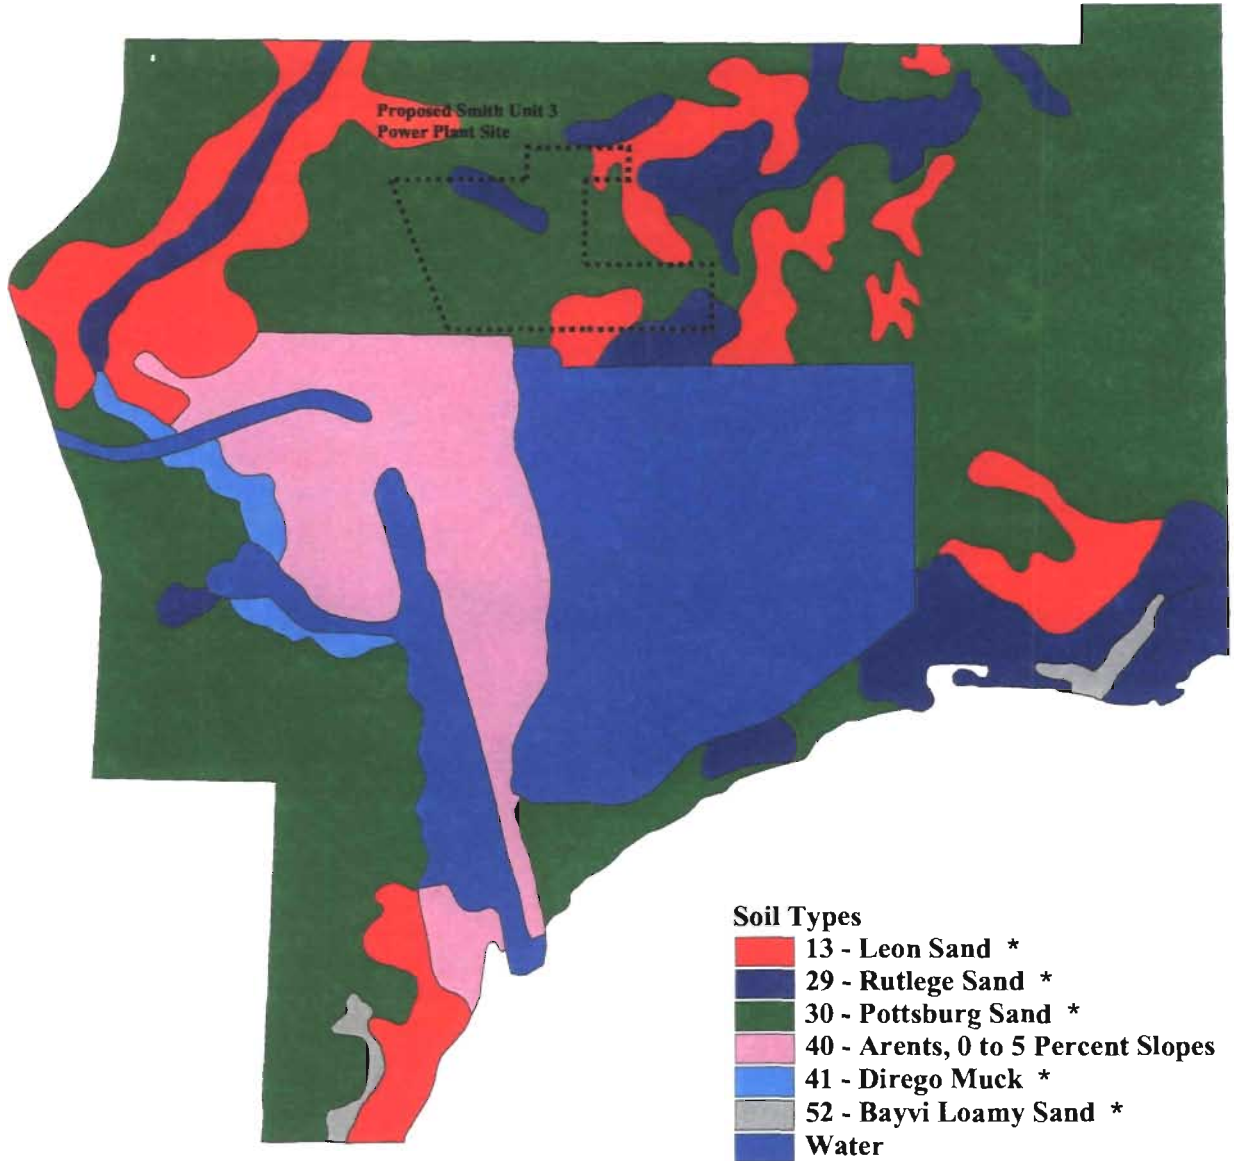 Proposed Smith Unit 3
Power Plant Site
Soil Types
13 - Leon Sand *
29 - Rutlege Sand *
30 - Pottsburg Sand *
40 - Arents, 0 to 5 Percent Slopes
41 - Dirego Muck *
52 - Bayvi Loamy Sand *
Water